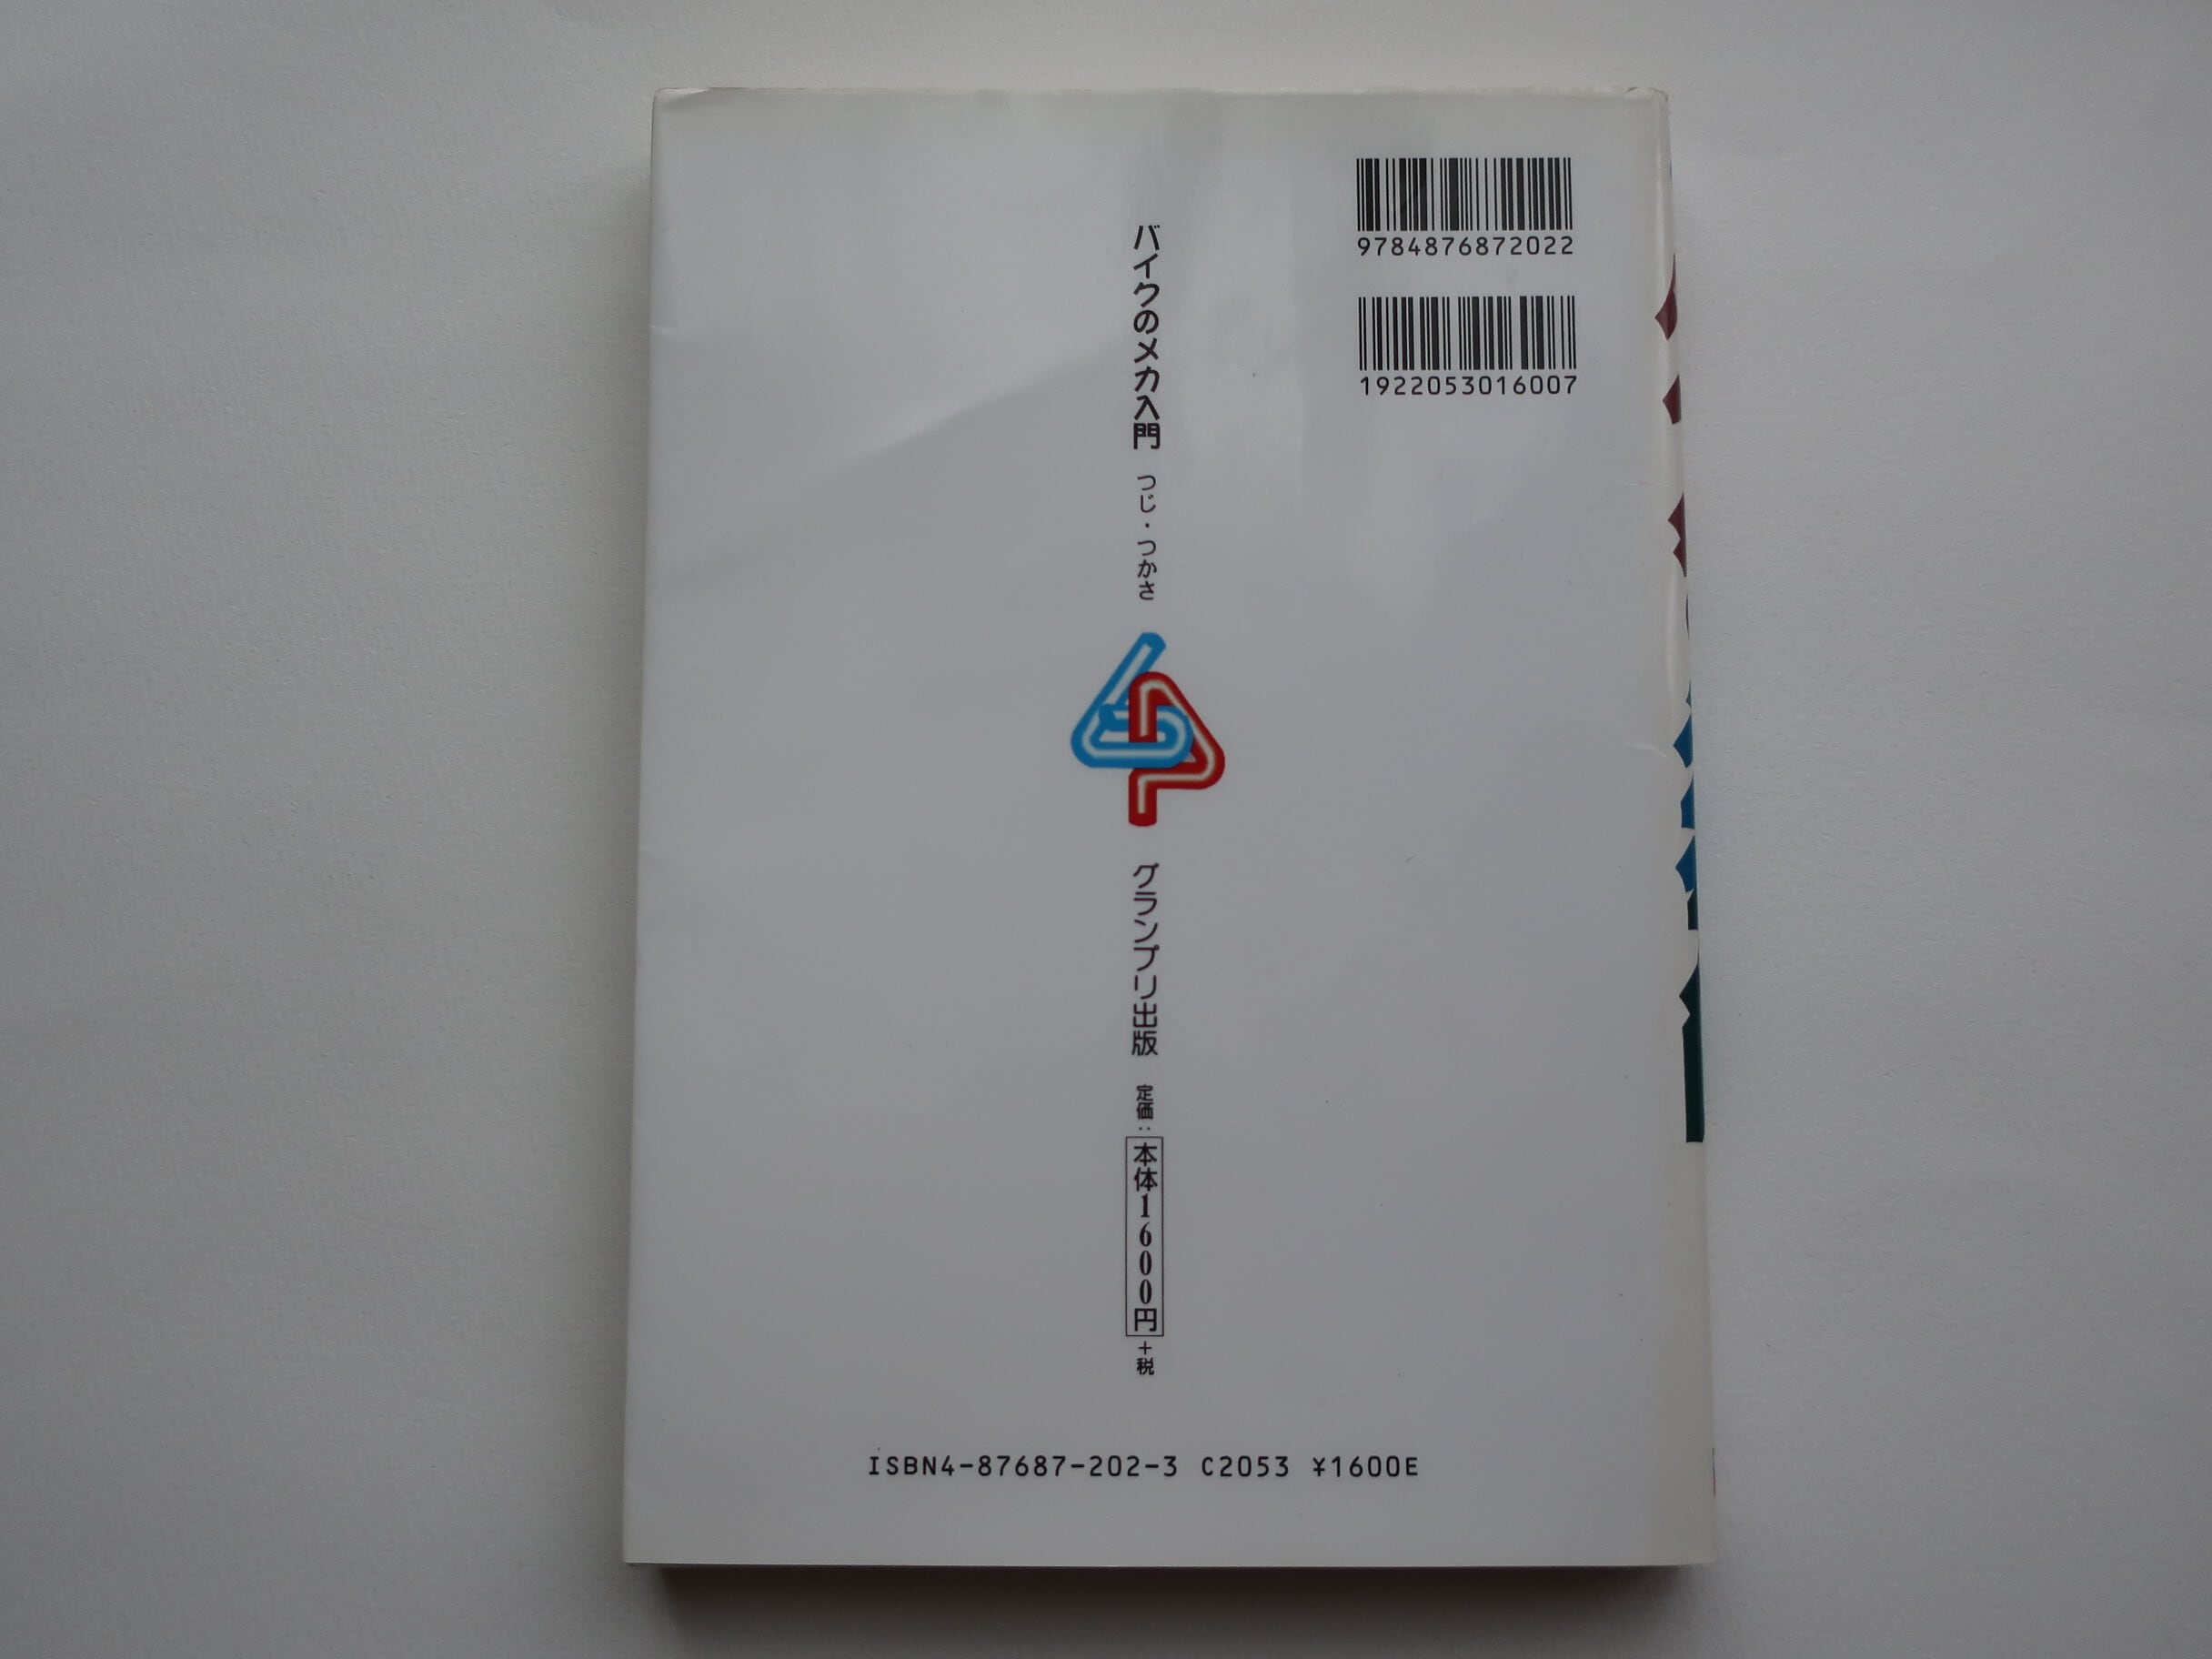 9784876872022
1922053016007
バイクのメカ入門 つじ・つかさ
グランプリ出版 定価：本体1600円＋税
ISBN4-87687-202-3 C2053 ¥1600E